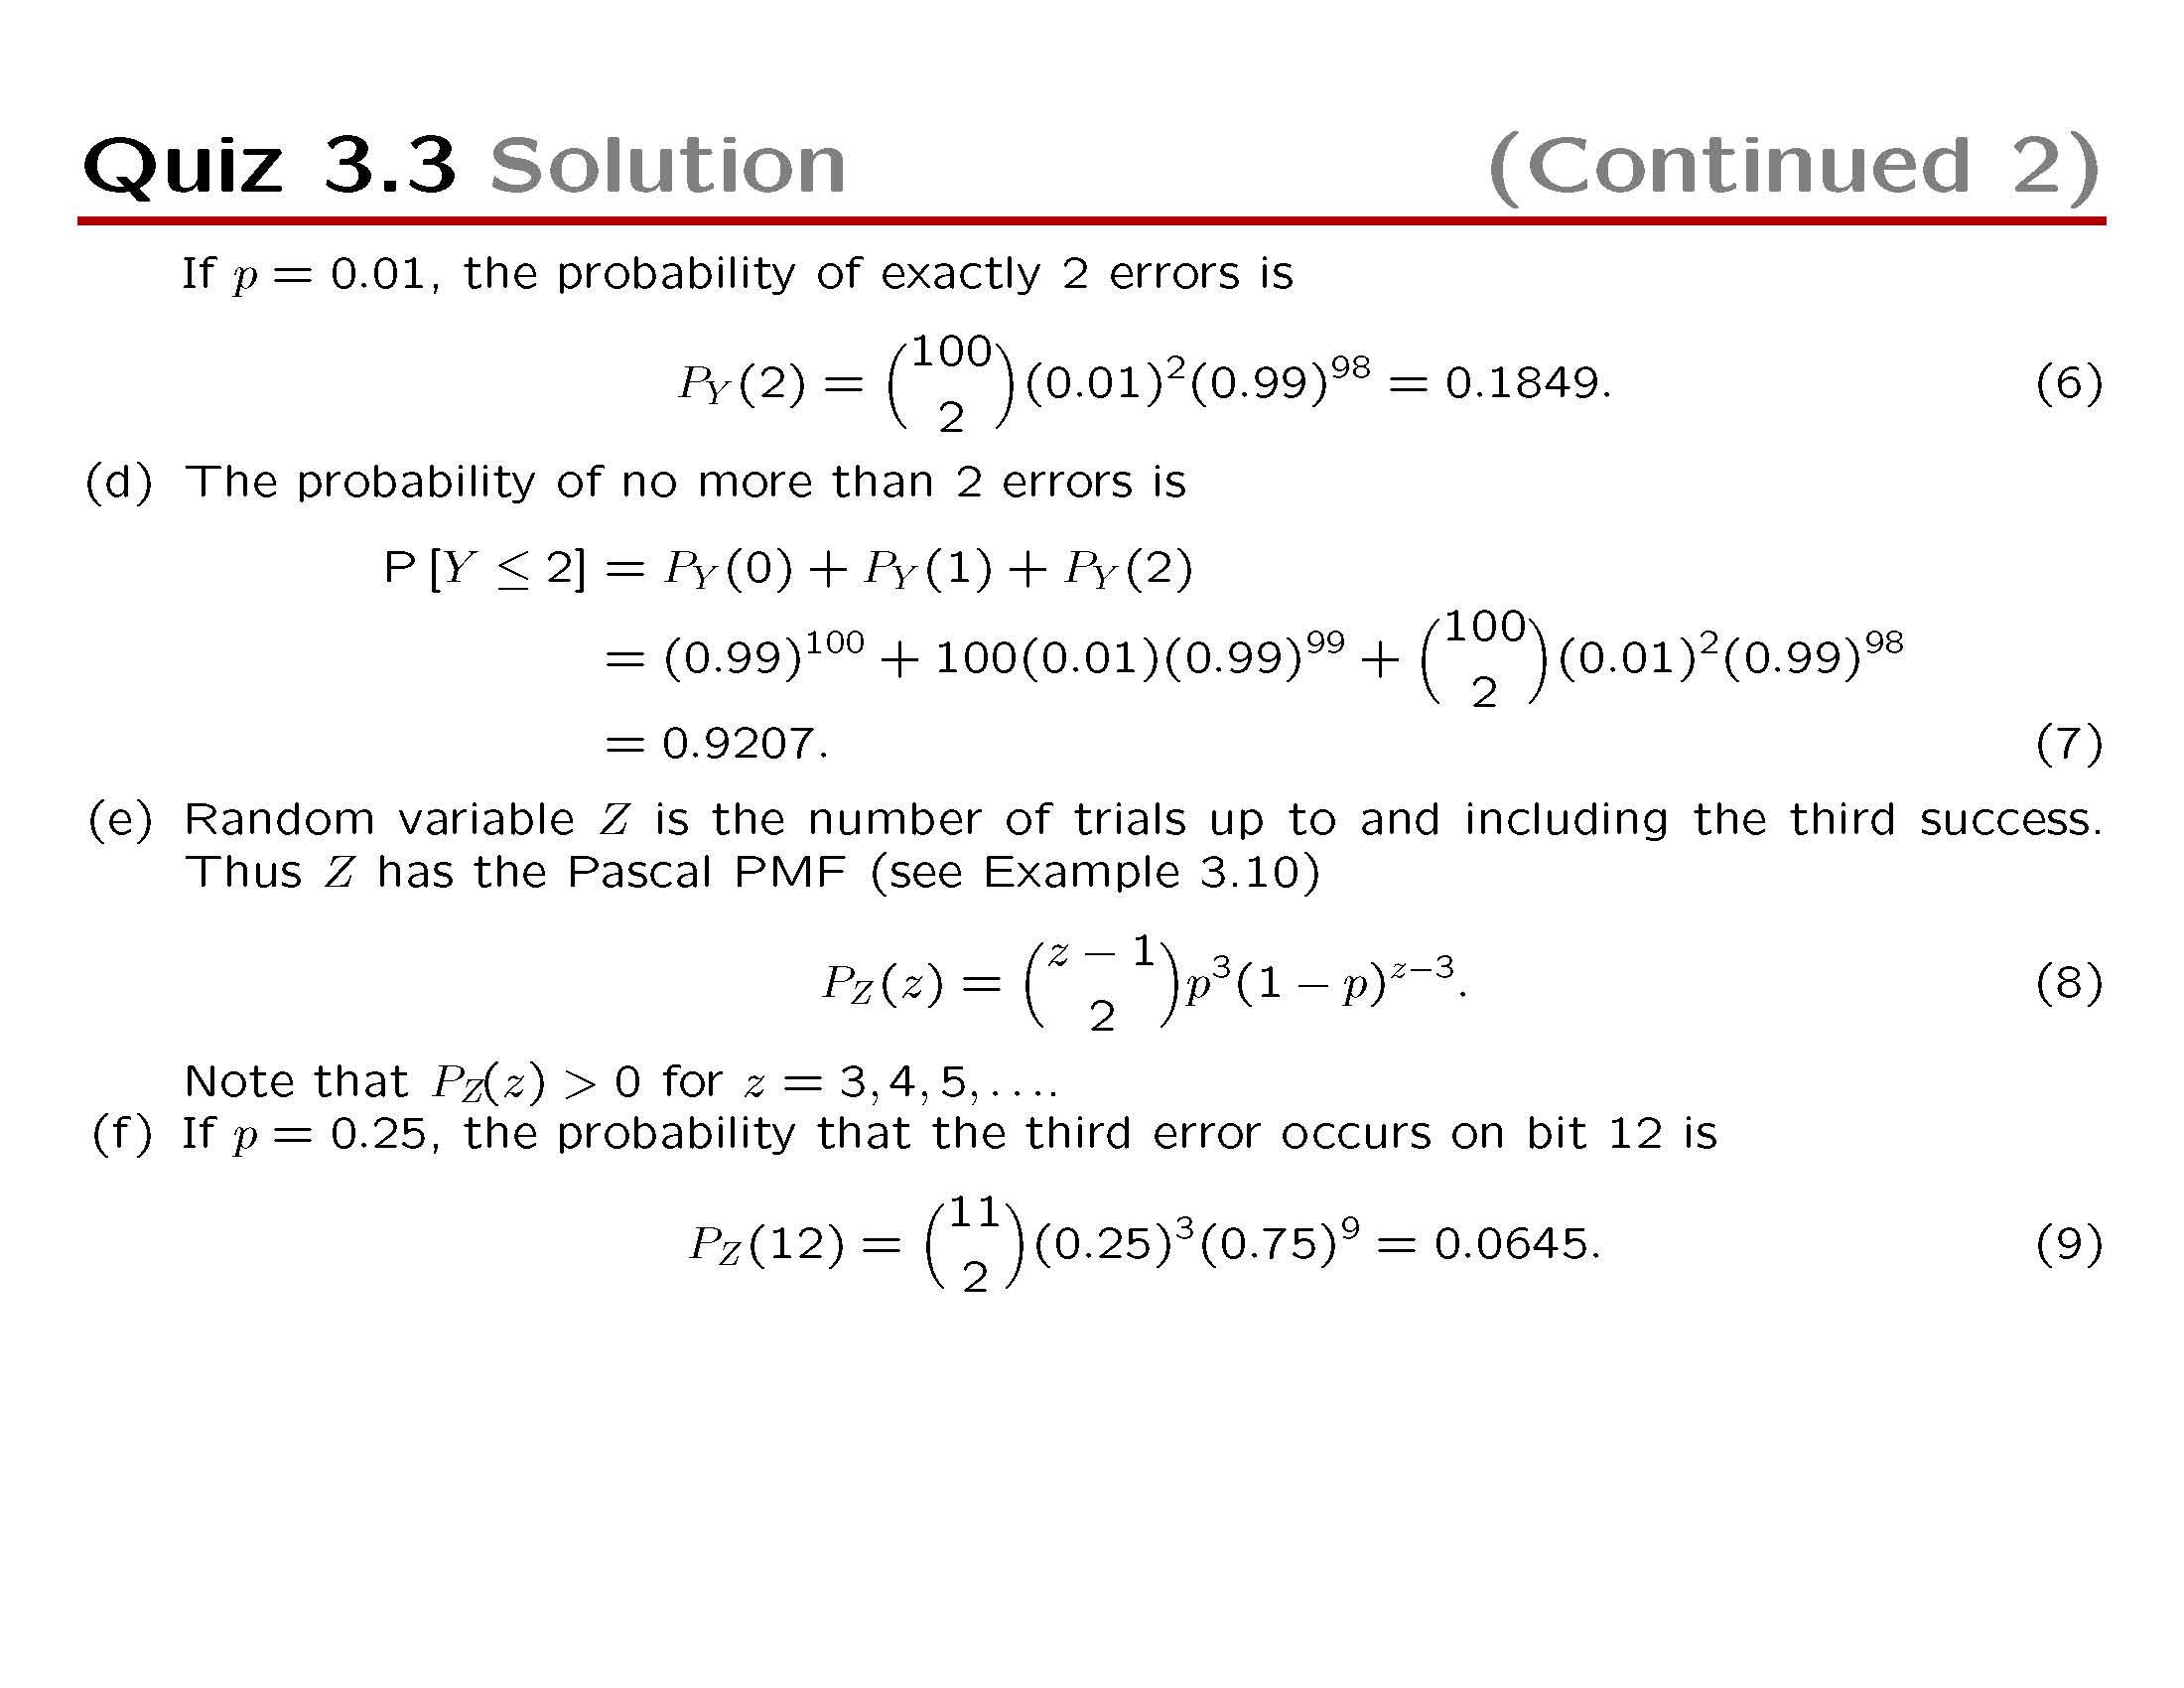 Quiz 3.3 Solution (Continued 2)
If p = 0.01, the probability of exactly 2 errors is
P_Y(2) = \binom{100}{2}(0.01)^2(0.99)^{98} = 0.1849. (6)
(d) The probability of no more than 2 errors is
P [Y ≤ 2] = P_Y(0) + P_Y(1) + P_Y(2)
= (0.99)^{100} + 100(0.01)(0.99)^{99} + \binom{100}{2}(0.01)^2(0.99)^{98}
= 0.9207. (7)
(e) Random variable Z is the number of trials up to and including the third success.
Thus Z has the Pascal PMF (see Example 3.10)
P_Z(z) = \binom{z − 1}{2}p^3(1 − p)^{z−3}. (8)
Note that P_Z(z) > 0 for z = 3, 4, 5, . . ..
(f) If p = 0.25, the probability that the third error occurs on bit 12 is
P_Z(12) = \binom{11}{2}(0.25)^3(0.75)^9 = 0.0645. (9)